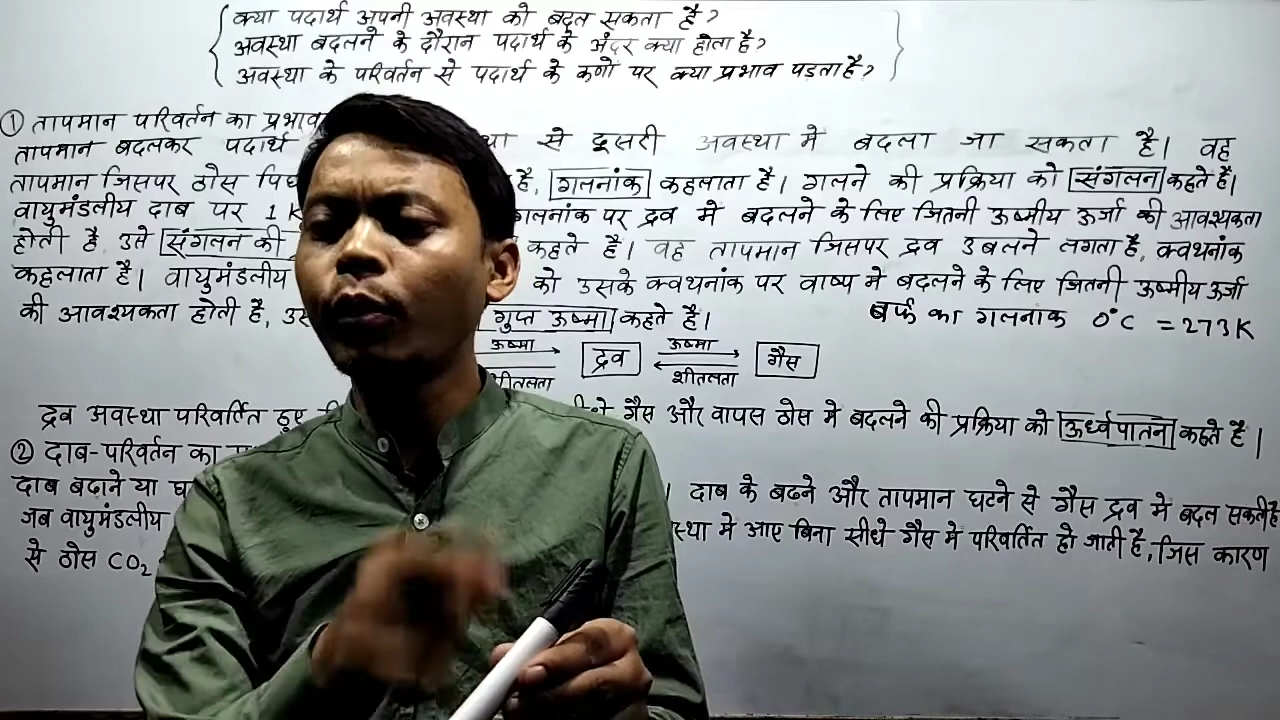 क्या पदार्थ अपनी अवस्था को बदल सकता है?
अवस्था बदलने के दौरान पदार्थ के अंदर क्या होता है?
अवस्था के परिवर्तन से पदार्थ के कणों पर क्या प्रभाव पड़ता है?
① तापमान परिवर्तन का प्रभाव
तापमान बदलकर पदार्थ से दूसरी अवस्था में बदला जा सकता है। वह
तापमान जिसपर ठोस है, गलनांक कहलाता है। गलने की प्रक्रिया को संगलन कहते हैं।
वायुमंडलीय दाब पर 1 गलनांक पर द्रव में बदलने के लिए जितनी ऊष्मीय ऊर्जा की आवश्यकता
होती है उसे संगलन की कहते हैं। वह तापमान जिसपर द्रव उबलने लगता है, क्वथनांक
कहलाता है। वायुमंडलीय को उसके क्वथनांक पर वाष्प में बदलने के लिए जितनी ऊष्मीय ऊर्जा
की आवश्यकता होती है, गुप्त ऊष्मा कहते हैं। बर्फ का गलनांक 0°C = 273K
ऊष्मा ऊष्मा
द्रव गैस
शीतलता शीतलता
द्रव अवस्था परिवर्तित हुए गैस और वापस ठोस में बदलने की प्रक्रिया को ऊर्ध्वपातन कहते हैं।
② दाब-परिवर्तन का
दाब बढ़ाने या । दाब के बढने और तापमान घटने से गैस द्रव में बदल सकती है
जब वायुमंडलीय में आए बिना सीधे गैस में परिवर्तित हो जाती है, जिस कारण
से ठोस CO₂